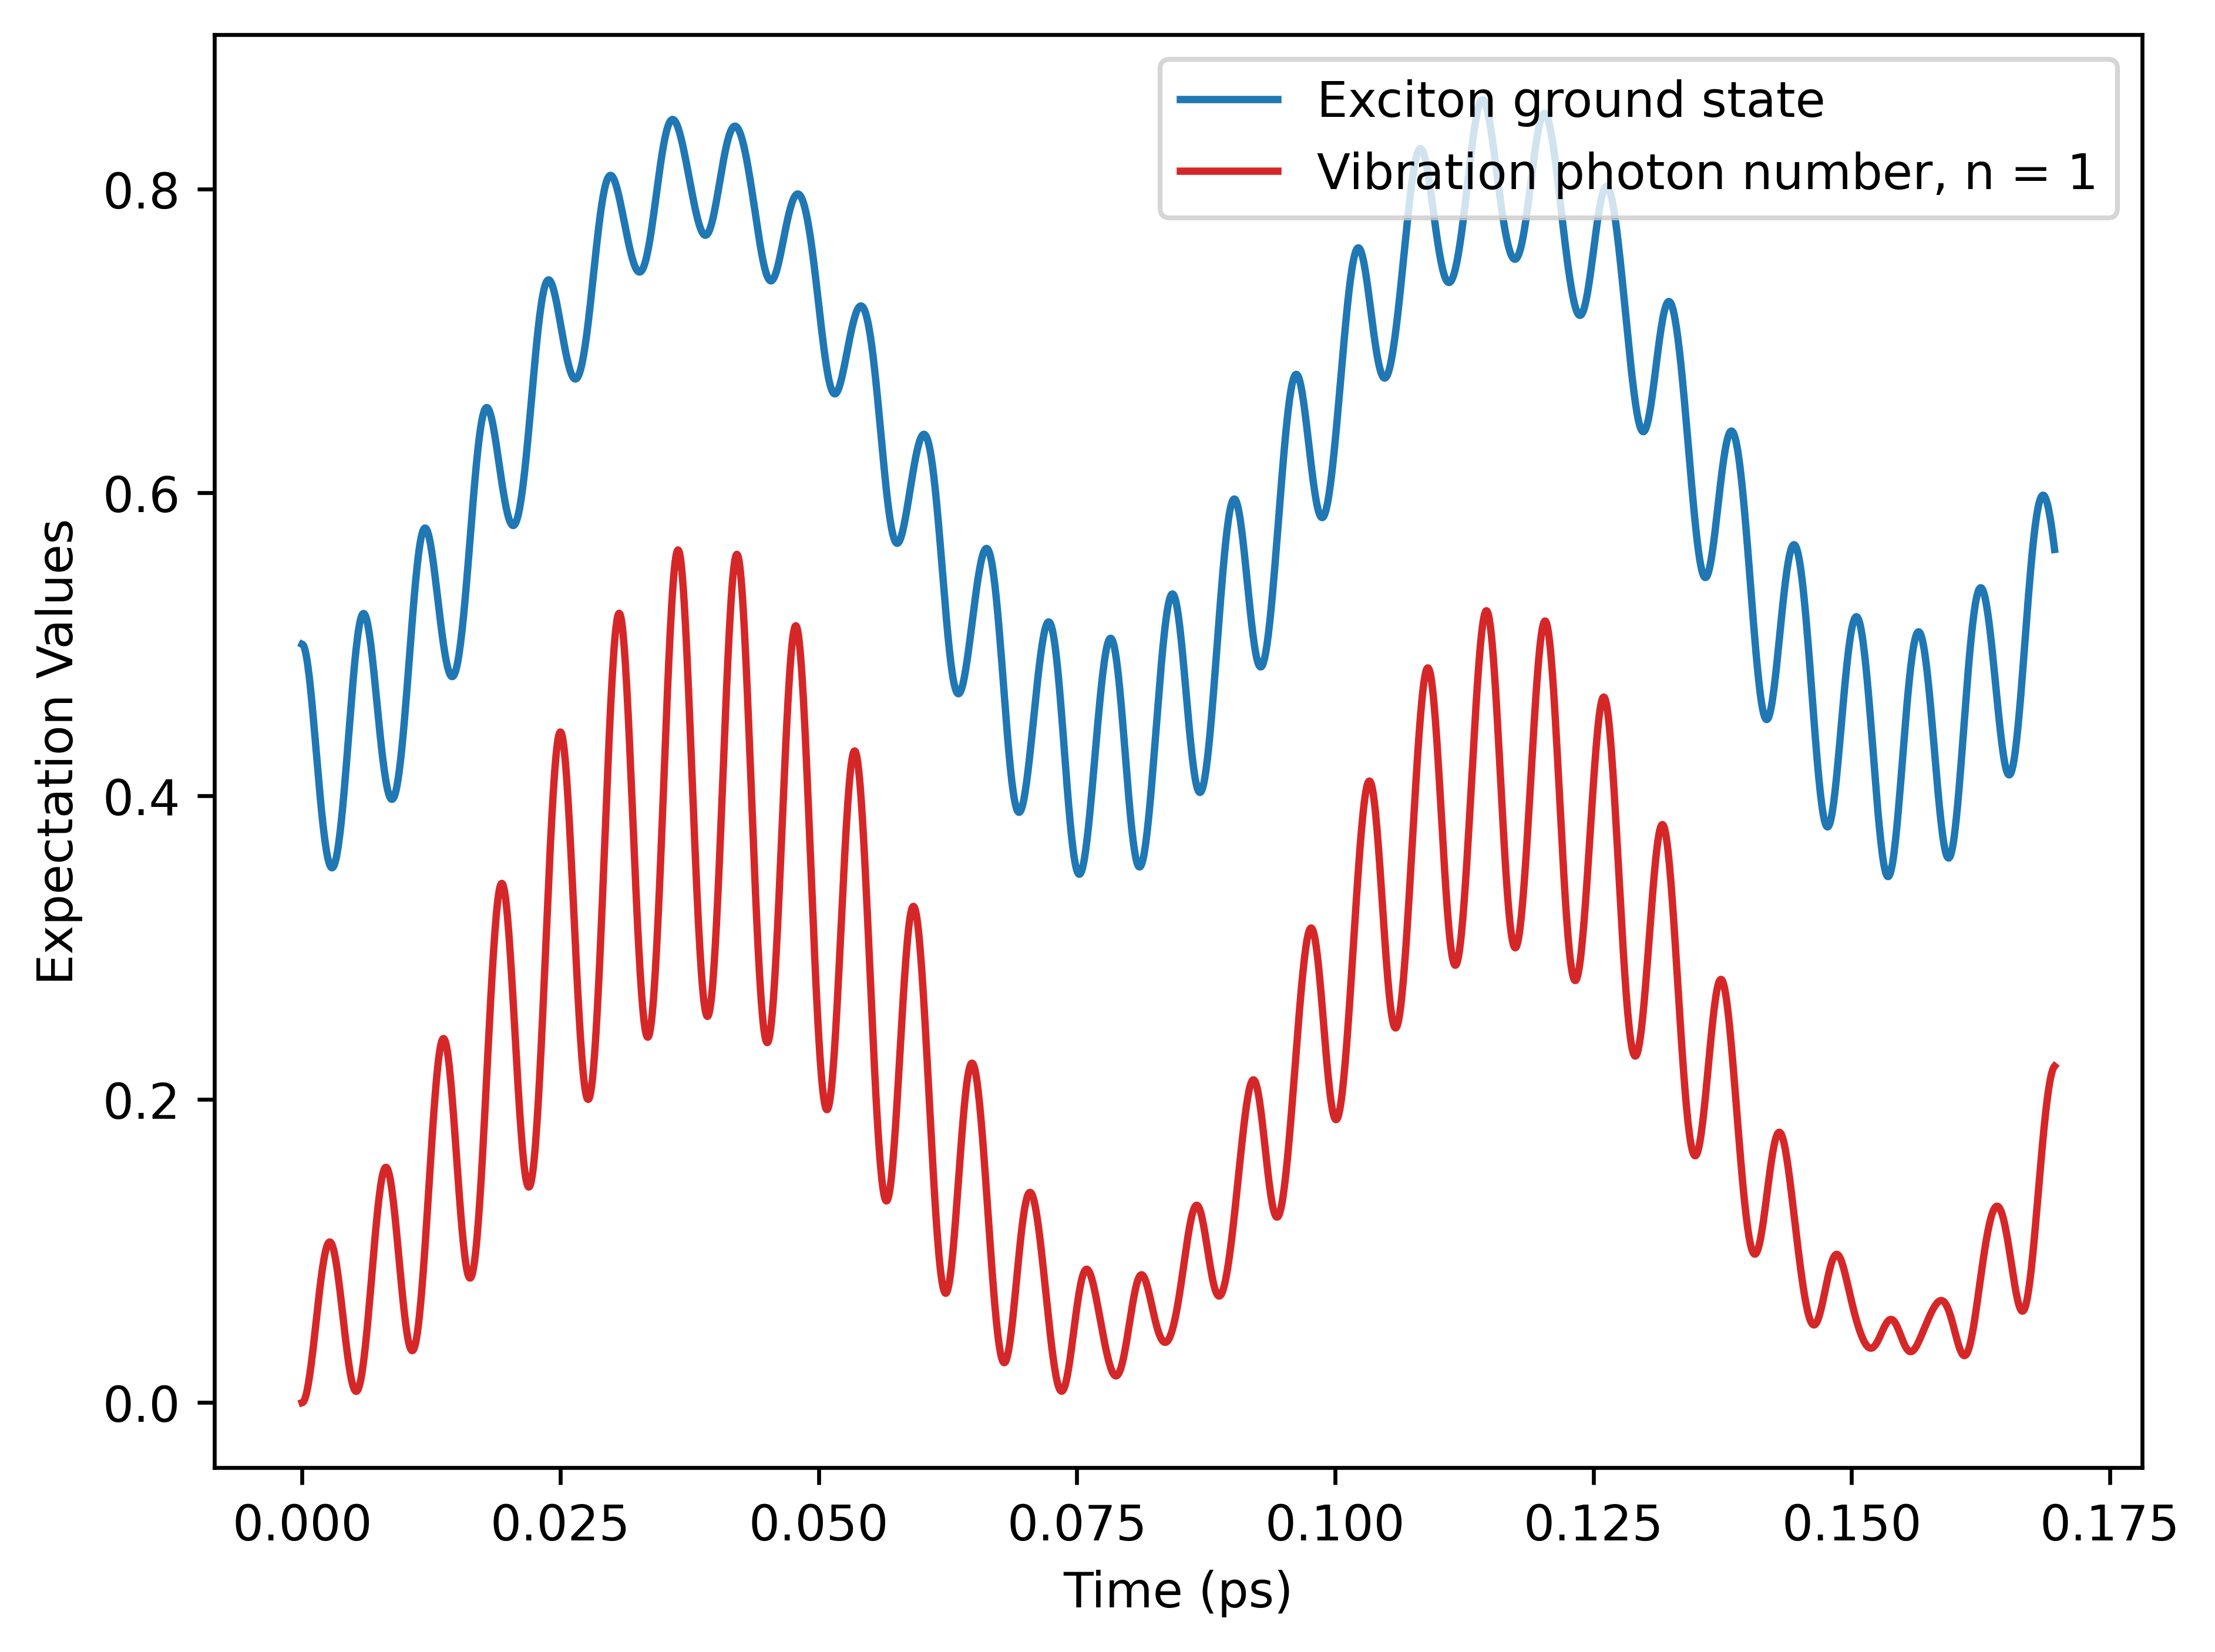 Exciton ground state
Vibration photon number, n = 1
Expectation Values
0.8
0.6
0.4
0.2
0.0
0.000 0.025 0.050 0.075 0.100 0.125 0.150 0.175
Time (ps)